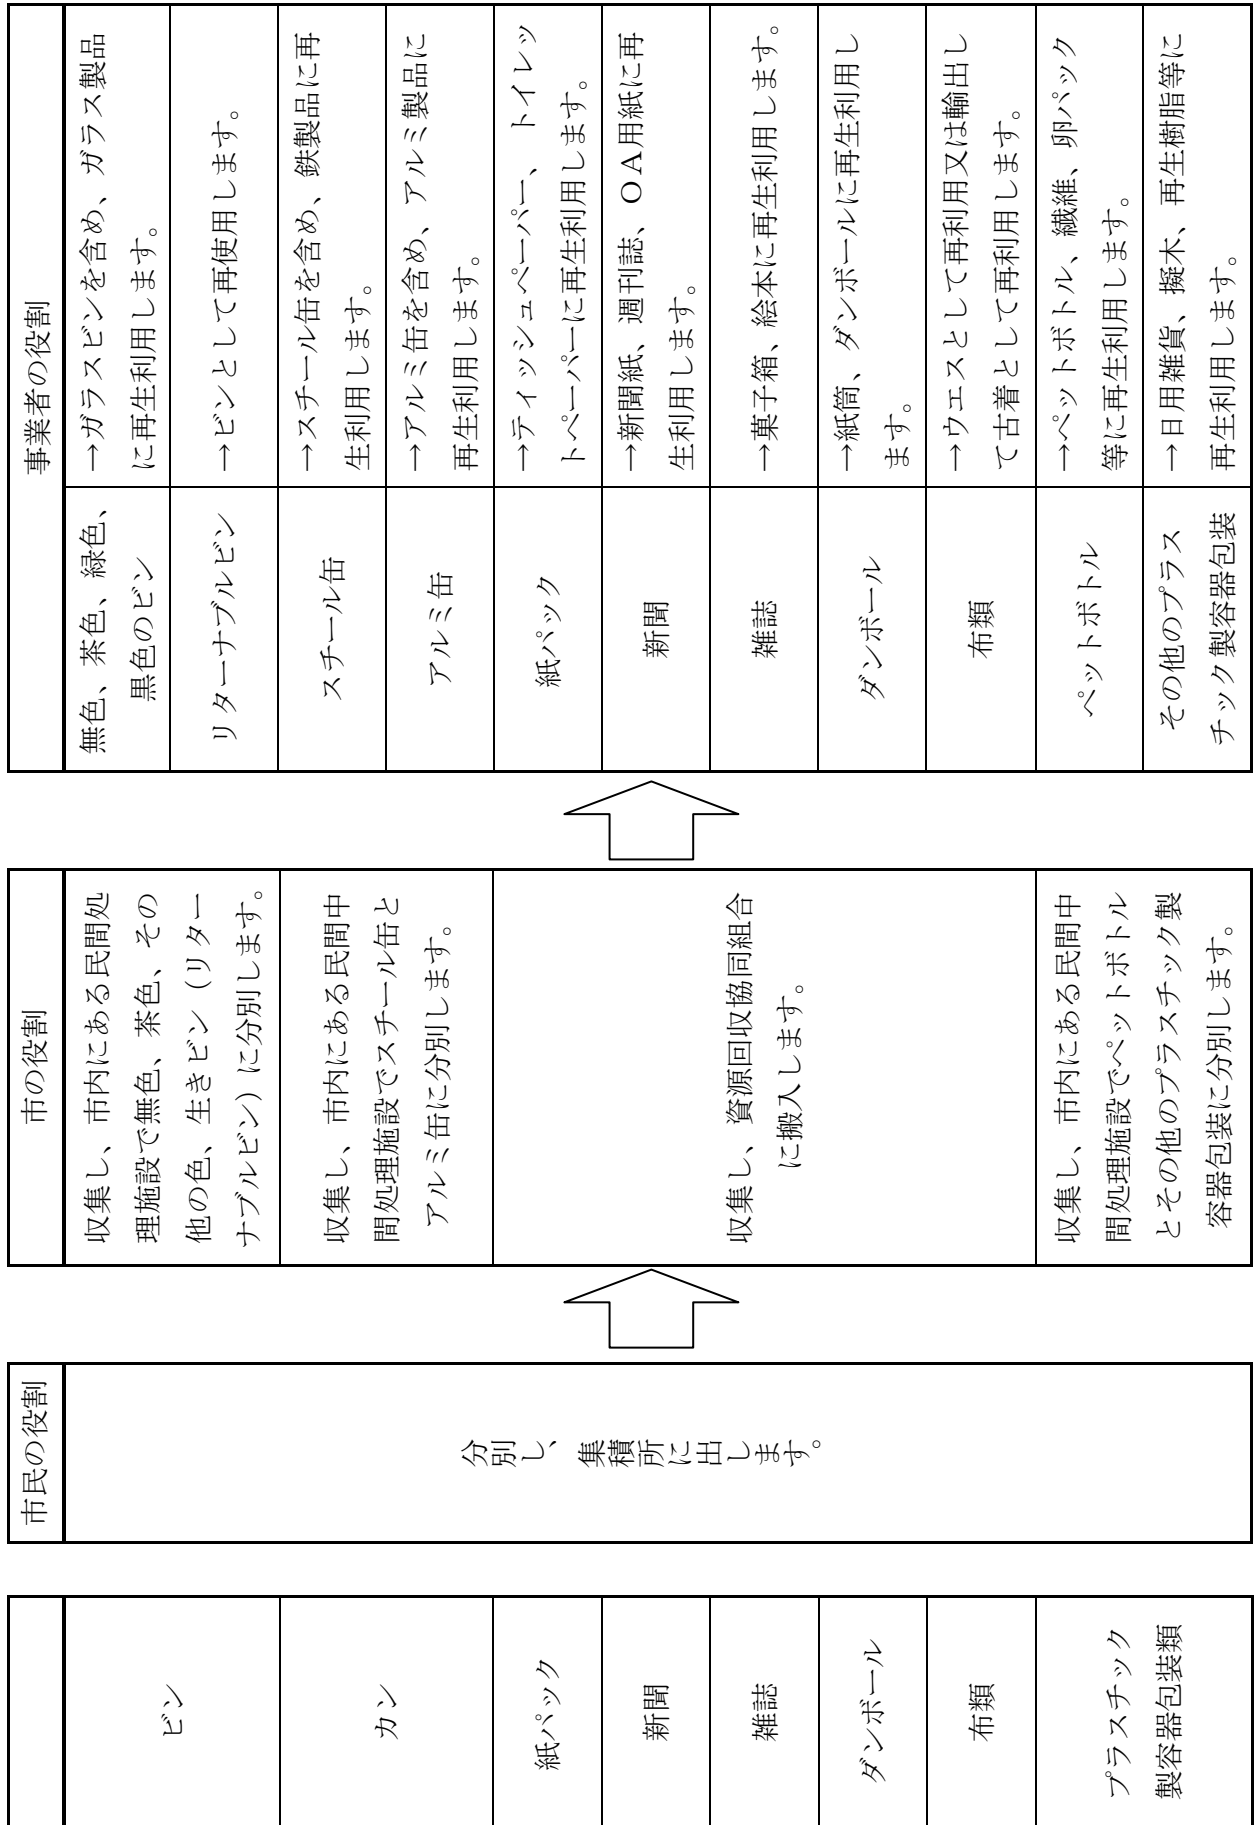 ビン
カン
紙パック
新聞
雑誌
ダンボール
布類
プラスチック
製容器包装類
市民の役割
分別し、集積所に出します。
市の役割
収集し、市内にある民間処
理施設で無色、茶色、その
他の色、生きビン（リター
ナブルビン）に分別します。
収集し、市内にある民間中
間処理施設でスチール缶と
アルミ缶に分別します。
収集し、資源回収協同組合
に搬入します。
収集し、市内にある民間中
間処理施設でペットボトル
とその他のプラスチック製
容器包装に分別します。
事業者の役割
無色、茶色、緑色、
黒色のビン
→ガラスビンを含め、ガラス製品
に再生利用します。
リターナブルビン
→ビンとして再使用します。
スチール缶
→スチール缶を含め、鉄製品に再
生利用します。
アルミ缶
→アルミ缶を含め、アルミ製品に
再生利用します。
紙パック
→ティッシュペーパー、トイレッ
トペーパーに再生利用します。
新聞
→新聞紙、週刊誌、ＯＡ用紙に再
生利用します。
雑誌
→菓子箱、絵本に再生利用します。
ダンボール
→紙筒、ダンボールに再生利用し
ます。
布類
→ウエスとして再利用又は輸出し
て古着として再利用します。
ペットボトル
→ペットボトル、繊維、卵パック
等に再生利用します。
その他のプラス
チック製容器包装
→日用雑貨、擬木、再生樹脂等に
再生利用します。